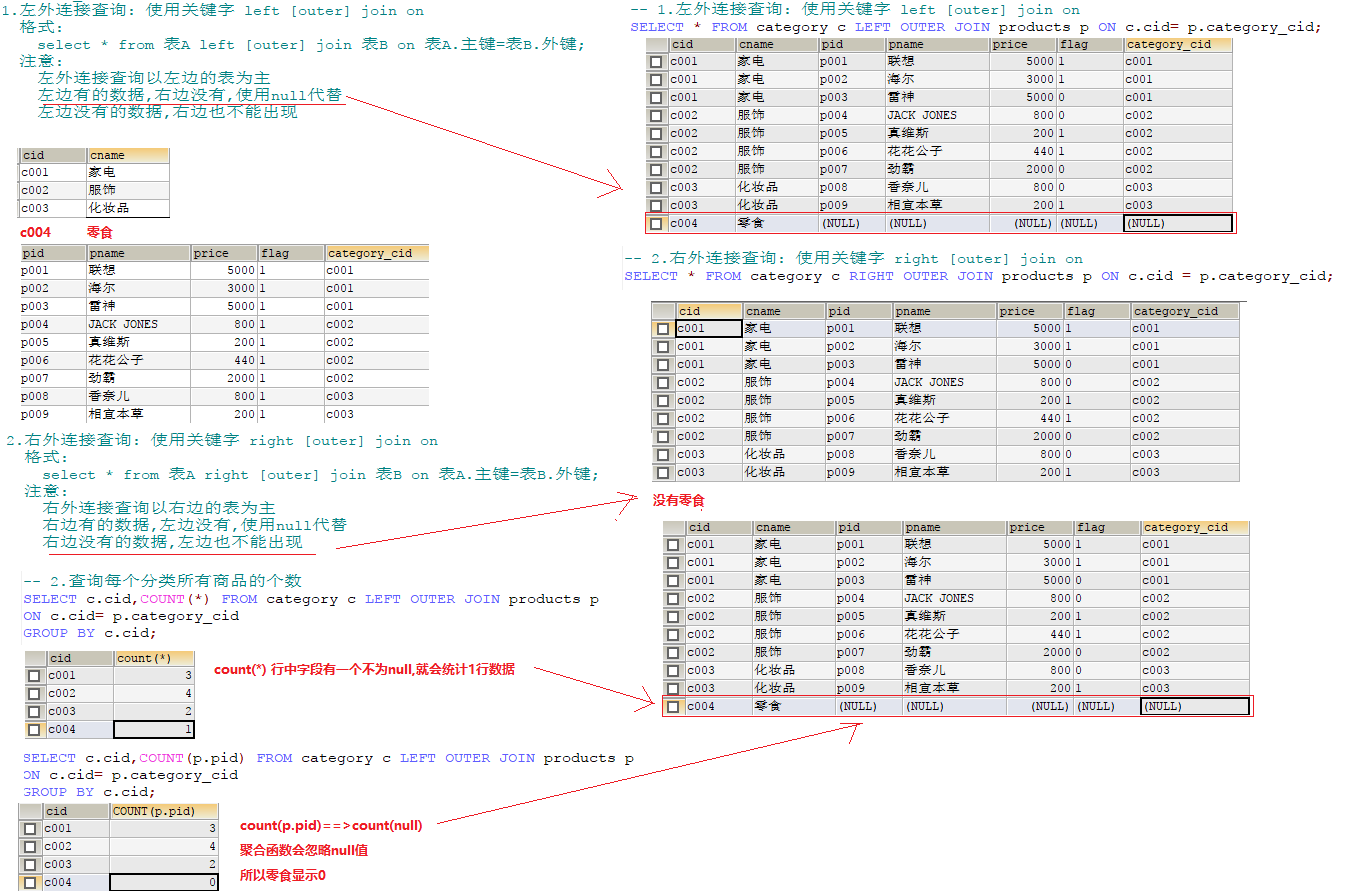 1.左外连接查询: 使用关键字 left [outer] join on
格式:
select * from 表A left [outer] join 表B on 表A.主键=表B.外键;
注意:
左外连接查询以左边的表为主
左边有的数据,右边没有,使用null代替
左边没有的数据,右边也不能出现
cid cname
c001 家电
c002 服饰
c003 化妆品
c004 零食
pid pname price flag category_cid
p001 联想 5000 1 c001
p002 海尔 3000 1 c001
p003 雷神 5000 1 c001
p004 JACK JONES 800 1 c002
p005 真维斯 200 1 c002
p006 花花公子 440 1 c002
p007 劲霸 2000 1 c002
p008 香奈儿 800 1 c003
p009 相宜本草 200 1 c003
2.右外连接查询: 使用关键字 right [outer] join on
格式:
select * from 表A right [outer] join 表B on 表A.主键=表B.外键;
注意:
右外连接查询以右边的表为主
右边有的数据,左边没有,使用null代替
右边没有的数据,左边也不能出现
-- 2.查询每个分类所有商品的个数
SELECT c.cid,COUNT(*) FROM category c LEFT OUTER JOIN products p
ON c.cid= p.category_cid
GROUP BY c.cid;
cid count(*)
c001 3
c002 4
c003 2
c004 1
count(*) 行中字段有一个不为null,就会统计1行数据
SELECT c.cid,COUNT(p.pid) FROM category c LEFT OUTER JOIN products p
ON c.cid= p.category_cid
GROUP BY c.cid;
cid COUNT(p.pid)
c001 3
c002 4
c003 2
c004 0
count(p.pid)==>count(null)
聚合函数会忽略null值
所以零食显示0
-- 1.左外连接查询: 使用关键字 left [outer] join on
SELECT * FROM category c LEFT OUTER JOIN products p ON c.cid= p.category_cid;
cid cname pid pname price flag category_cid
c001 家电 p001 联想 5000 1 c001
c001 家电 p002 海尔 3000 1 c001
c001 家电 p003 雷神 5000 0 c001
c002 服饰 p004 JACK JONES 800 0 c002
c002 服饰 p005 真维斯 200 1 c002
c002 服饰 p006 花花公子 440 1 c002
c002 服饰 p007 劲霸 2000 0 c002
c003 化妆品 p008 香奈儿 800 0 c003
c003 化妆品 p009 相宜本草 200 1 c003
c004 零食 (NULL) (NULL) (NULL) (NULL) (NULL)
-- 2.右外连接查询: 使用关键字 right [outer] join on
SELECT * FROM category c RIGHT OUTER JOIN products p ON c.cid = p.category_cid;
cid cname pid pname price flag category_cid
c001 家电 p001 联想 5000 1 c001
c001 家电 p002 海尔 3000 1 c001
c001 家电 p003 雷神 5000 0 c001
c002 服饰 p004 JACK JONES 800 0 c002
c002 服饰 p005 真维斯 200 1 c002
c002 服饰 p006 花花公子 440 1 c002
c002 服饰 p007 劲霸 2000 0 c002
c003 化妆品 p008 香奈儿 800 0 c003
c003 化妆品 p009 相宜本草 200 1 c003
没有零食
cid cname pid pname price flag category_cid
c001 家电 p001 联想 5000 1 c001
c001 家电 p002 海尔 3000 1 c001
c001 家电 p003 雷神 5000 0 c001
c002 服饰 p004 JACK JONES 800 0 c002
c002 服饰 p005 真维斯 200 1 c002
c002 服饰 p006 花花公子 440 1 c002
c002 服饰 p007 劲霸 2000 0 c002
c003 化妆品 p008 香奈儿 800 0 c003
c003 化妆品 p009 相宜本草 200 1 c003
c004 零食 (NULL) (NULL) (NULL) (NULL) (NULL)